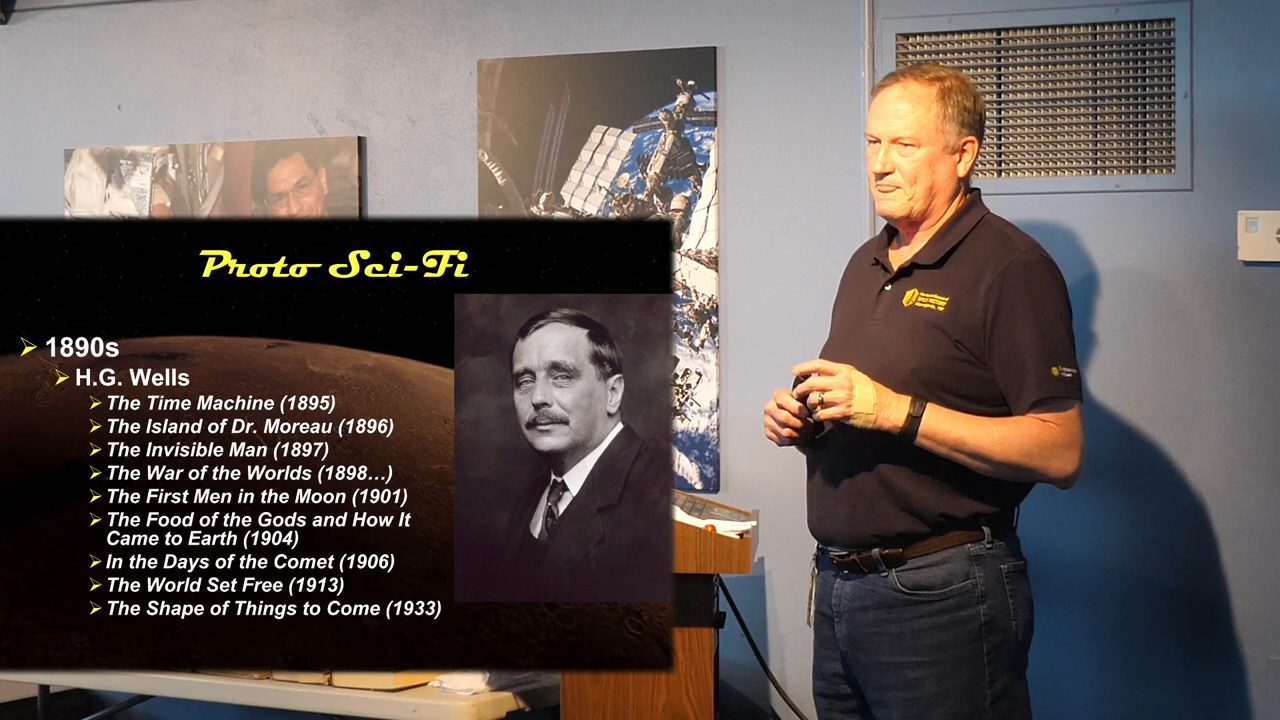 Proto Sci-Fi
1890s
H.G. Wells
The Time Machine (1895)
The Island of Dr. Moreau (1896)
The Invisible Man (1897)
The War of the Worlds (1898…)
The First Men in the Moon (1901)
The Food of the Gods and How It
Came to Earth (1904)
In the Days of the Comet (1906)
The World Set Free (1913)
The Shape of Things to Come (1933)
SPACE HISTORY